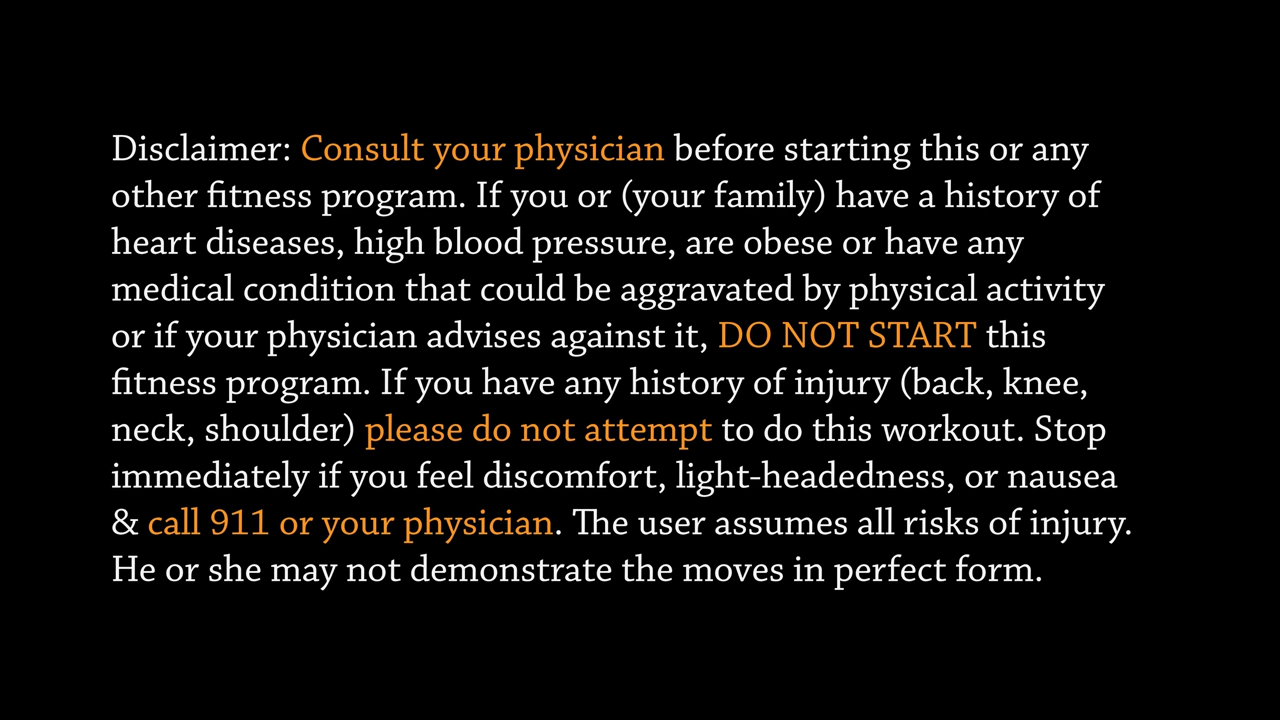 Disclaimer: Consult your physician before starting this or any
other fitness program. If you or (your family) have a history of
heart diseases, high blood pressure, are obese or have any
medical condition that could be aggravated by physical activity
or if your physician advises against it, DO NOT START this
fitness program. If you have any history of injury (back, knee,
neck, shoulder) please do not attempt to do this workout. Stop
immediately if you feel discomfort, light-headedness, or nausea
& call 911 or your physician. The user assumes all risks of injury.
He or she may not demonstrate the moves in perfect form.